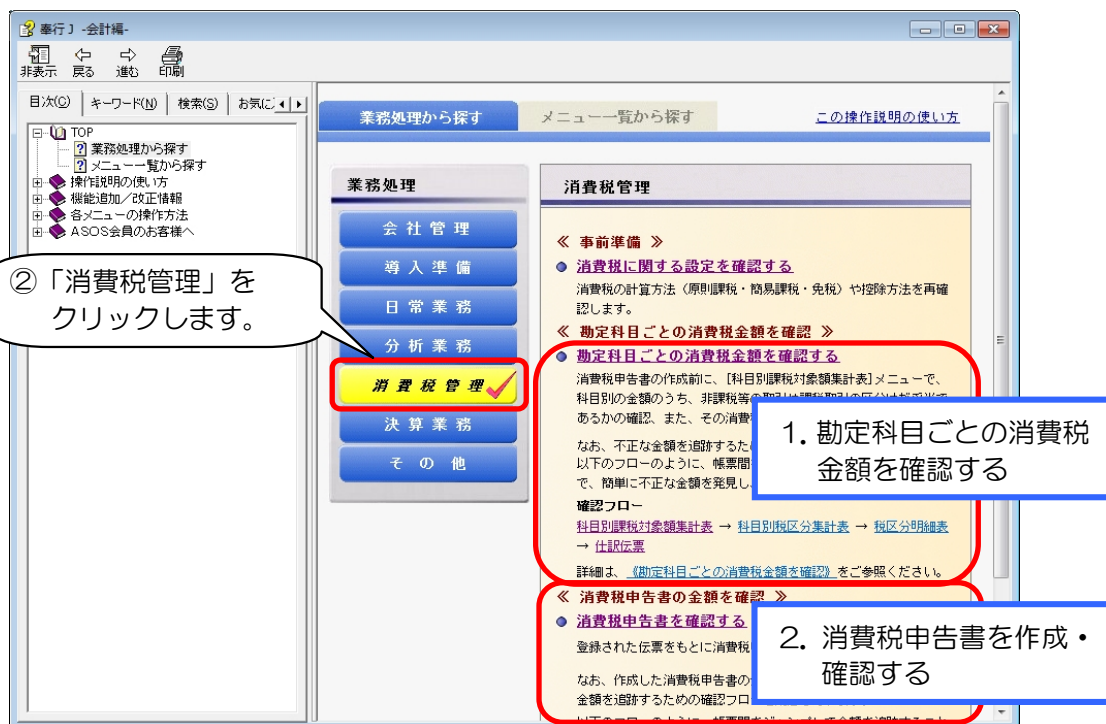 奉行J -会計編-
非表示 戻る 進む 印刷
目次(C) キーワード(N) 検索(S) お気に
TOP
業務処理から探す
メニュー一覧から探す
操作説明の使い方
機能追加／改正情報
各メニューの操作方法
ASOS会員のお客様へ
②「消費税管理」を
クリックします。
業務処理から探す メニュー一覧から探す この操作説明の使い方
業務処理
会社管理
導入準備
日常業務
分析業務
消費税管理
決算業務
その他
消費税管理
≪ 事前準備 ≫
消費税に関する設定を確認する
消費税の計算方法（原則課税・簡易課税・免税）や控除方法を再確
認します。
≪ 勘定科目ごとの消費税金額を確認 ≫
勘定科目ごとの消費税金額を確認する
消費税申告書の作成前に、[科目別課税対象額集計表]メニューで、
科目別の金額のうち、非課税等の取引や課税取引の区分けが妥当で
あるかの確認、また、その消費
なお、不正な金額を追跡するた
以下のフローのように、帳票間
で、簡単に不正な金額を発見し
確認フロー
科目別課税対象額集計表 → 科目別税区分集計表 → 税区分明細表
→ 仕訳伝票
詳細は、《勘定科目ごとの消費税金額を確認》をご参照ください。
≪ 消費税申告書の金額を確認 ≫
消費税申告書を確認する
登録された伝票をもとに消費税
なお、作成した消費税申告書の
金額を追跡するための確認フロ
1. 勘定科目ごとの消費税
金額を確認する
2. 消費税申告書を作成・
確認する